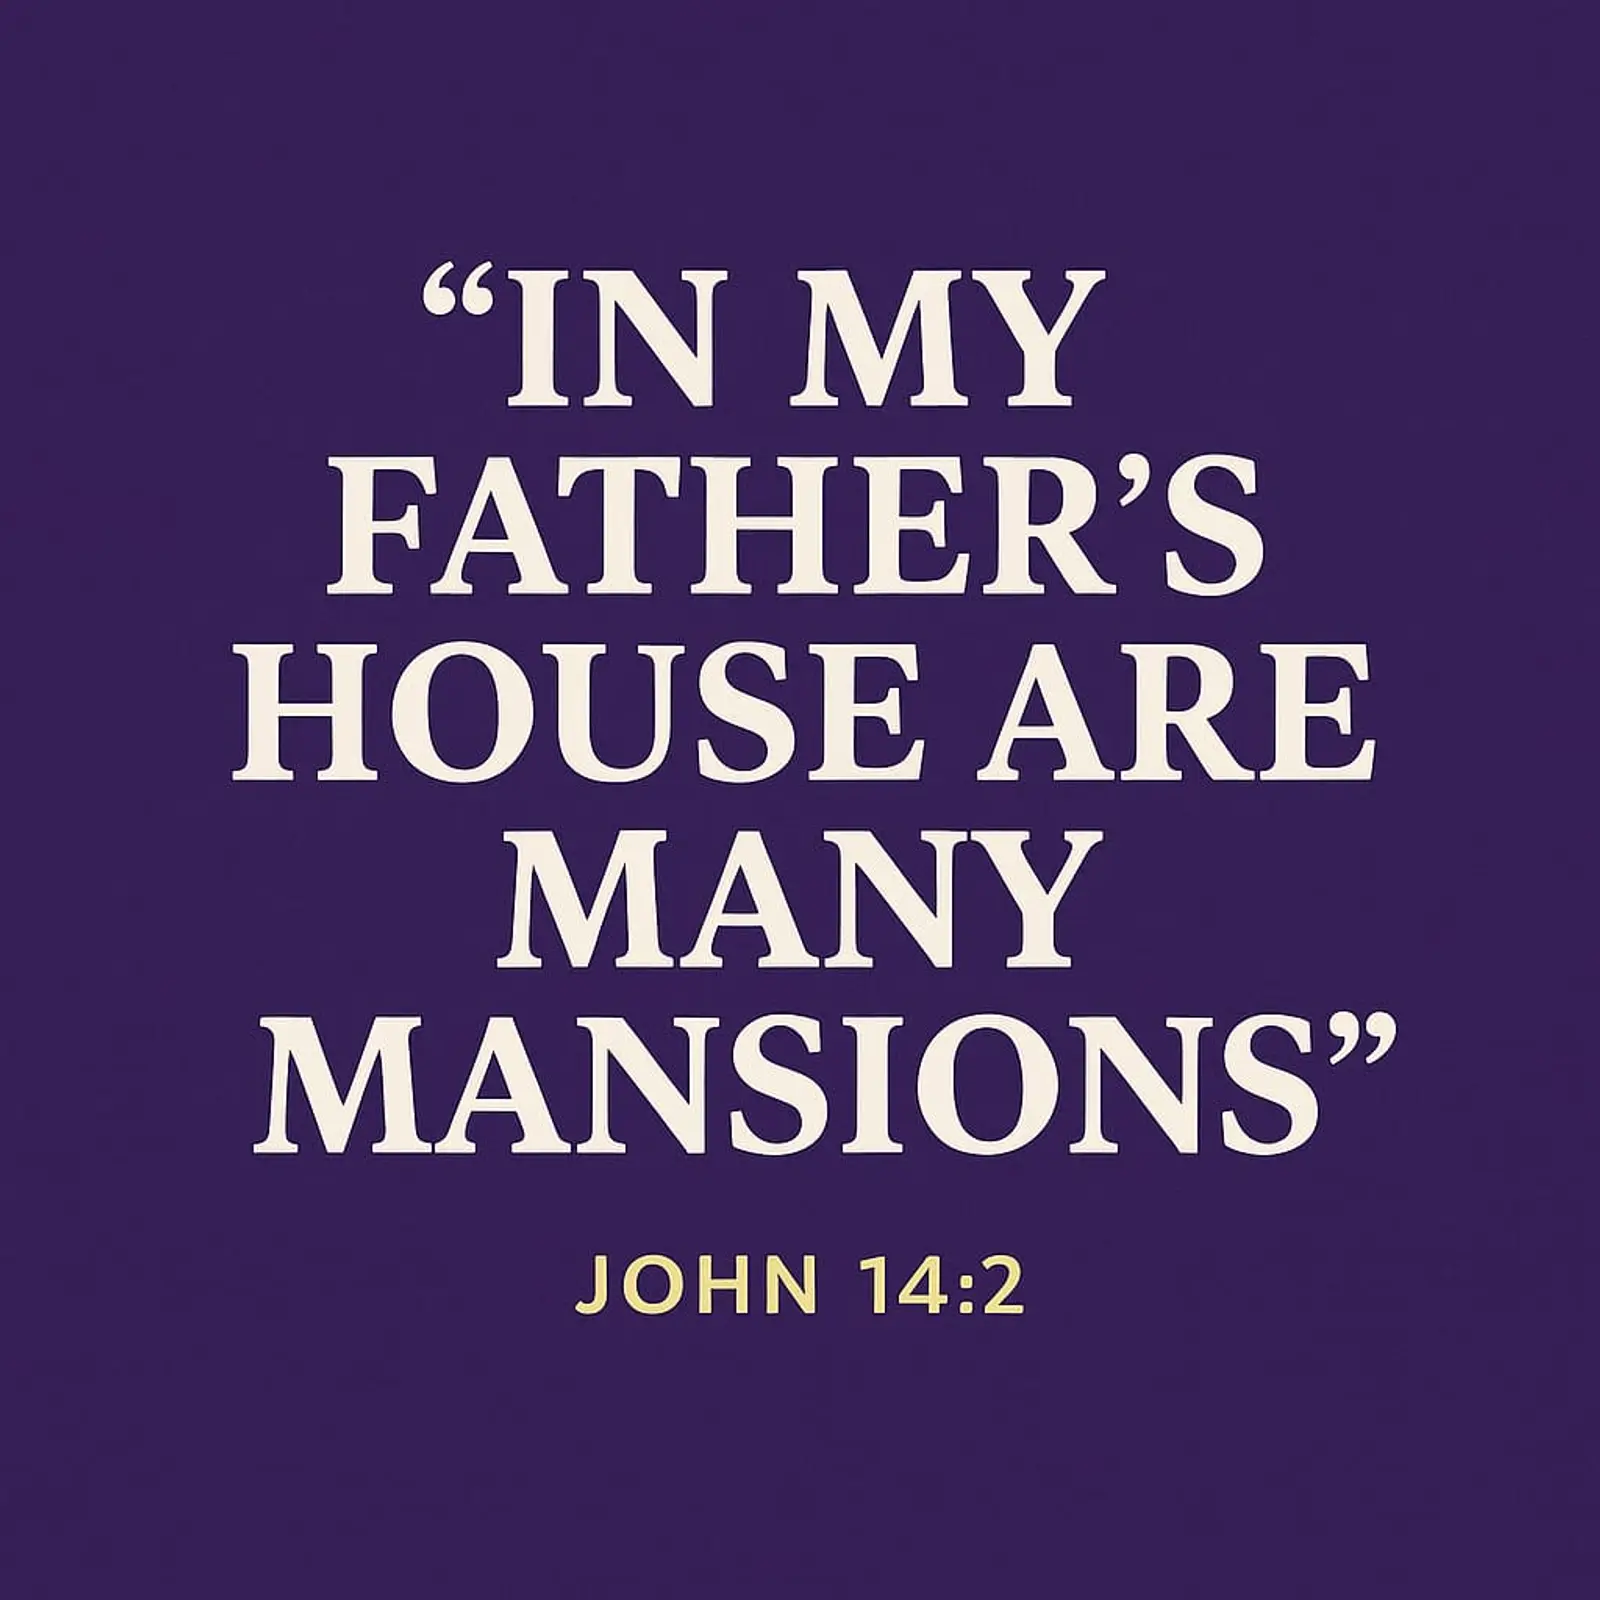 “IN MY
FATHER’S
HOUSE ARE
MANY
MANSIONS”
JOHN 14:2